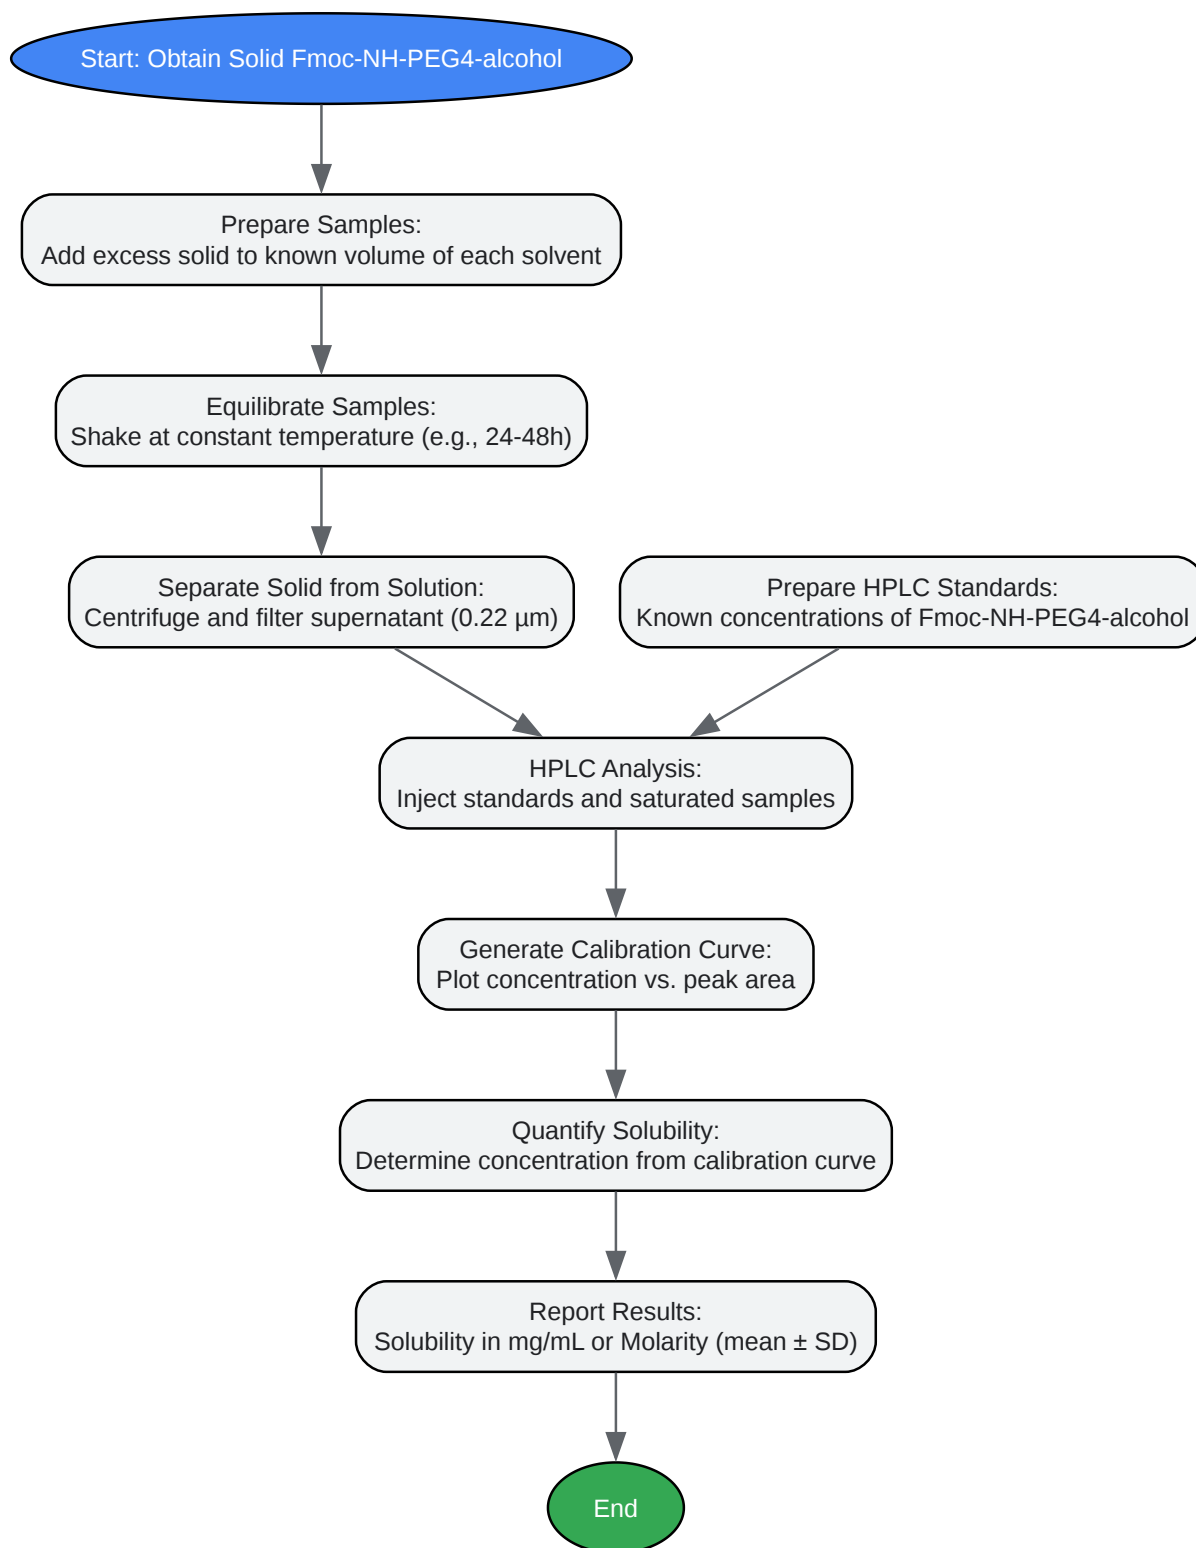 Start: Obtain Solid Fmoc-NH-PEG4-alcohol
Prepare Samples:
Add excess solid to known volume of each solvent
Equilibrate Samples:
Shake at constant temperature (e.g., 24-48h)
Separate Solid from Solution:
Centrifuge and filter supernatant (0.22 µm)
Prepare HPLC Standards:
Known concentrations of Fmoc-NH-PEG4-alcohol
HPLC Analysis:
Inject standards and saturated samples
Generate Calibration Curve:
Plot concentration vs. peak area
Quantify Solubility:
Determine concentration from calibration curve
Report Results:
Solubility in mg/mL or Molarity (mean ± SD)
End